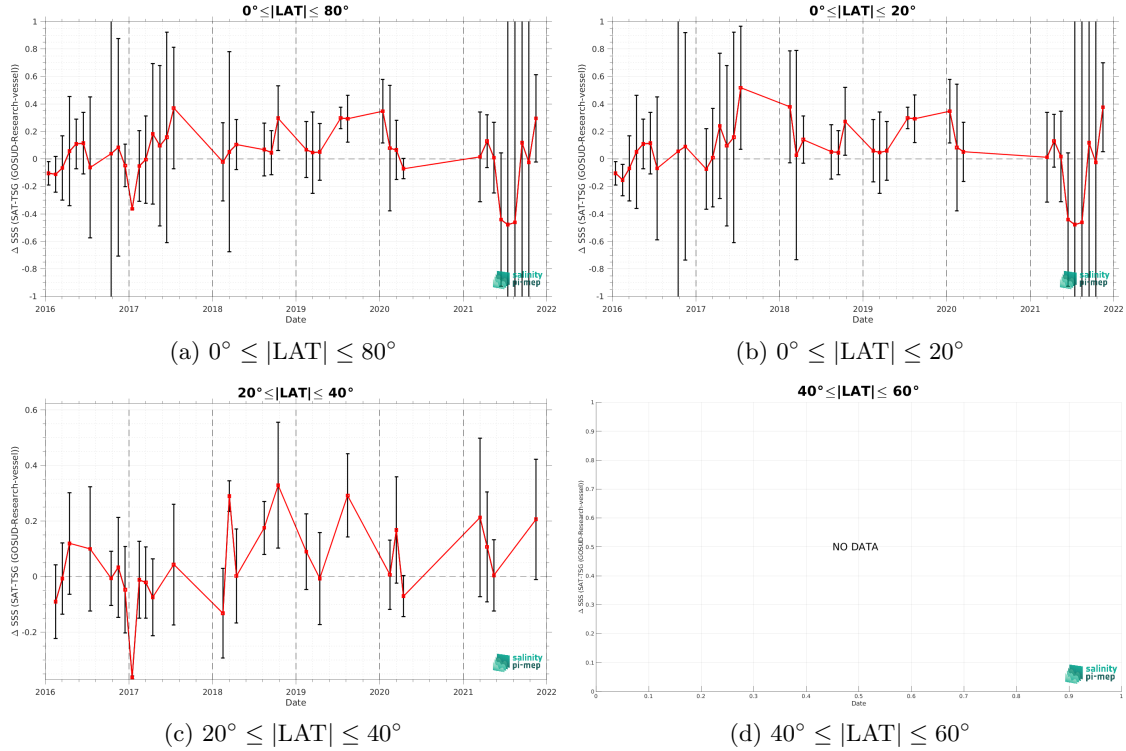 0°≤|LAT|≤ 80°
Δ SSS (SAT-TSG (GOSUD-Research-vessel))
1
0.8
0.6
0.4
0.2
0
-0.2
-0.4
-0.6
-0.8
-1
2016 2017 2018 2019 2020 2021 2022
Date
salinity
pi-mep
(a) 0° ≤ |LAT| ≤ 80°
0°≤|LAT|≤ 20°
Δ SSS (SAT-TSG (GOSUD-Research-vessel))
1
0.8
0.6
0.4
0.2
0
-0.2
-0.4
-0.6
-0.8
-1
2016 2017 2018 2019 2020 2021 2022
Date
salinity
pi-mep
(b) 0° ≤ |LAT| ≤ 20°
20°≤|LAT|≤ 40°
Δ SSS (SAT-TSG (GOSUD-Research-vessel))
0.6
0.4
0.2
0
-0.2
2016 2017 2018 2019 2020 2021 2022
Date
salinity
pi-mep
(c) 20° ≤ |LAT| ≤ 40°
40°≤|LAT|≤ 60°
Δ SSS (SAT-TSG (GOSUD-Research-vessel))
1
0.9
0.8
0.7
0.6
0.5
0.4
0.3
0.2
0.1
0
NO DATA
0 0.1 0.2 0.3 0.4 0.5 0.6 0.7 0.8 0.9 1
Date
salinity
pi-mep
(d) 40° ≤ |LAT| ≤ 60°